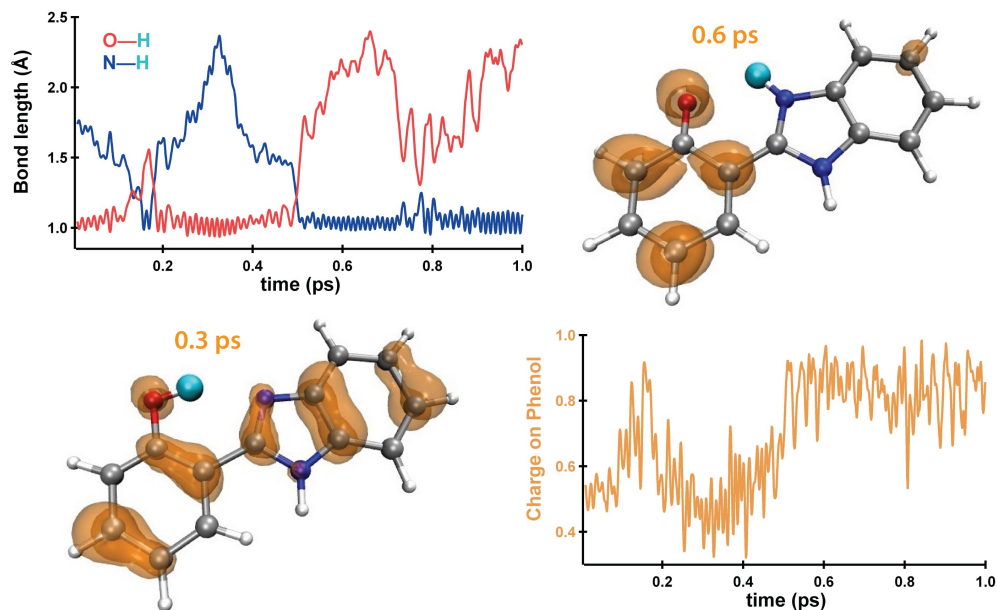 Bond length (Å)
2.5
2.0
1.5
1.0
O—H
N—H
0.2 0.4 0.6 0.8 1.0
time (ps)
0.6 ps
0.3 ps
Charge on Phenol
1.0
0.8
0.6
0.4
0.2 0.4 0.6 0.8 1.0
time (ps)